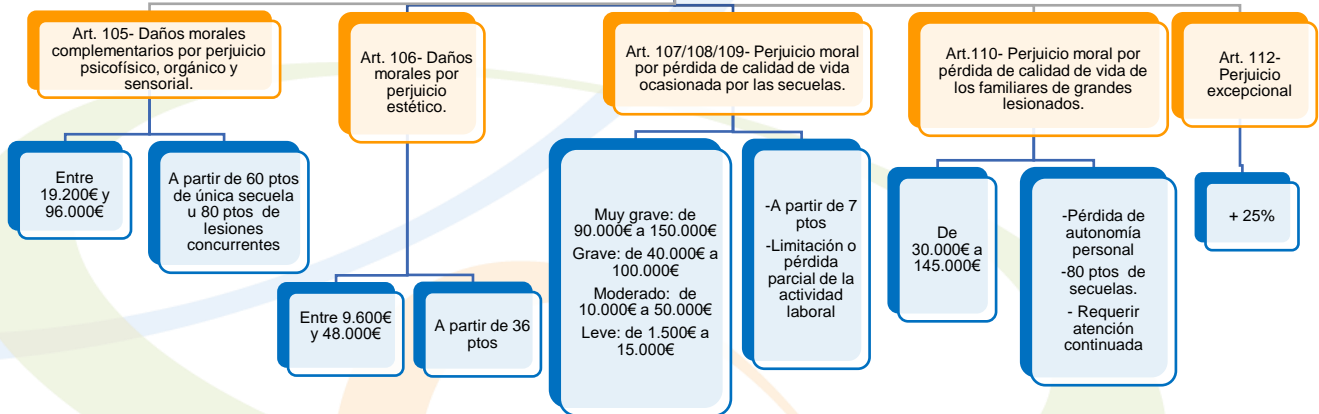 Art. 105- Daños morales
complementarios por perjuicio
psicofísico, orgánico y
sensorial.
Entre
19.200€ y
96.000€
A partir de 60 ptos
de única secuela
u 80 ptos de
lesiones
concurrentes
Art. 106- Daños
morales por
perjuicio
estético.
Entre 9.600€
y 48.000€
A partir de 36
ptos
Art. 107/108/109- Perjuicio moral
por pérdida de calidad de vida
ocasionada por las secuelas.
Muy grave: de
90.000€ a 150.000€
Grave: de 40.000€ a
100.000€
Moderado: de
10.000€ a 50.000€
Leve: de 1.500€ a
15.000€
-A partir de 7
ptos
-Limitación o
pérdida
parcial de la
actividad
laboral
Art.110- Perjuicio moral por
pérdida de calidad de vida de
los familiares de grandes
lesionados.
De
30.000€ a
145.000€
-Pérdida de
autonomía
personal
-80 ptos de
secuelas.
- Requerir
atención
continuada
Art. 112-
Perjuicio
excepcional
+ 25%